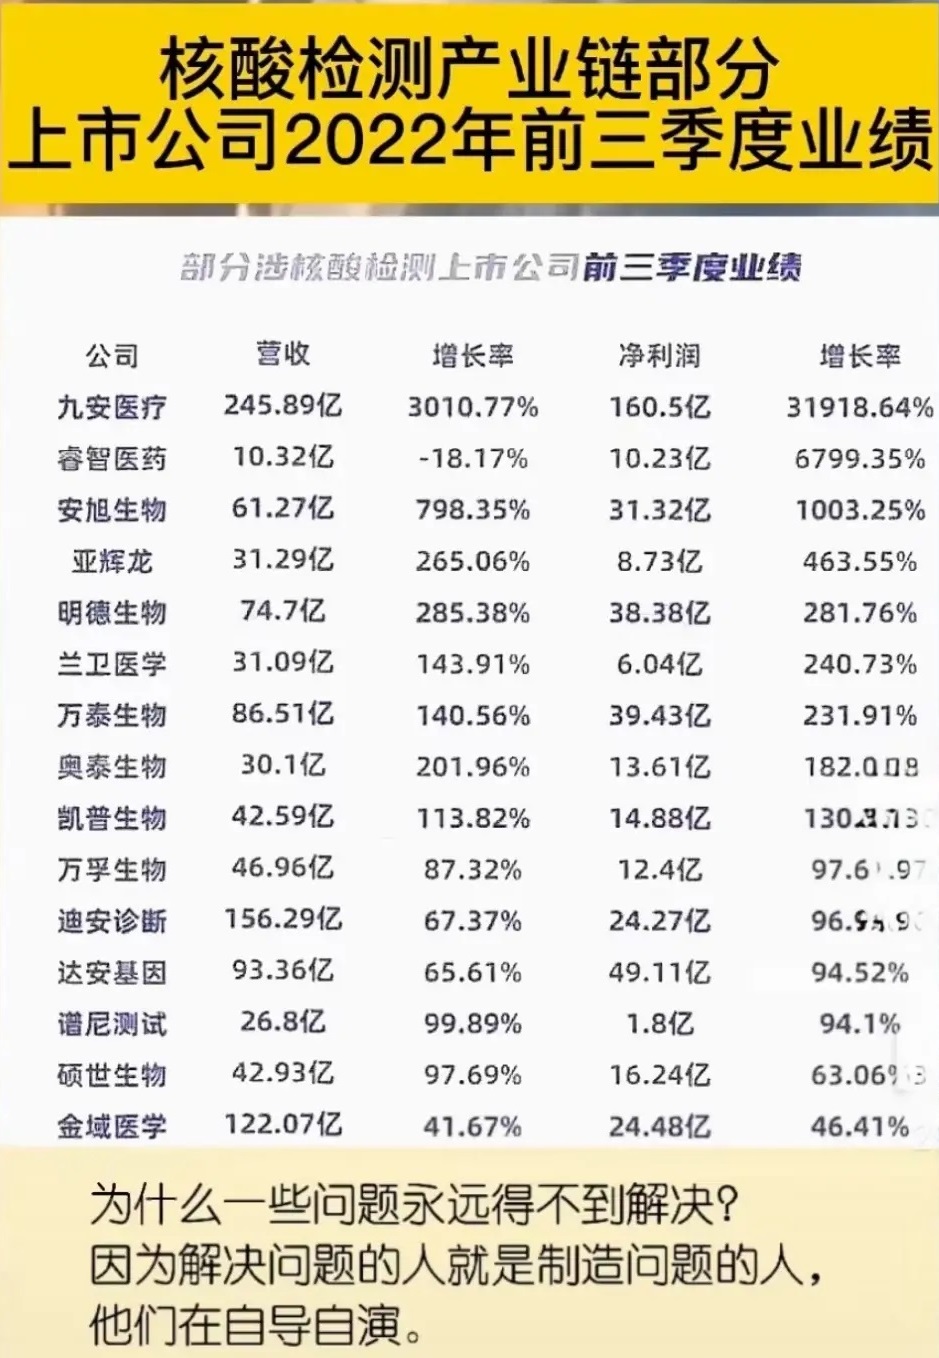 核酸检测产业链部分
上市公司2022年前三季度业绩
部分涉核酸检测上市公司前三季度业绩
公司 营收 增长率 净利润 增长率
九安医疗 245.89亿 3010.77% 160.5亿 31918.64%
睿智医药 10.32亿 -18.17% 10.23亿 6799.35%
安旭生物 61.27亿 798.35% 31.32亿 1003.25%
亚辉龙 31.29亿 265.06% 8.73亿 463.55%
明德生物 74.7亿 285.38% 38.38亿 281.76%
兰卫医学 31.09亿 143.91% 6.04亿 240.73%
万泰生物 86.51亿 140.56% 39.43亿 231.91%
奥泰生物 30.1亿 201.96% 13.61亿
凯普生物 42.59亿 113.82% 14.88亿
万孚生物 46.96亿 87.32% 12.4亿
迪安诊断 156.29亿 67.37% 24.27亿
达安基因 93.36亿 65.61% 49.11亿 94.52%
谱尼测试 26.8亿 99.89% 1.8亿 94.1%
硕世生物 42.93亿 97.69% 16.24亿 63.06%
金域医学 122.07亿 41.67% 24.48亿 46.41%
为什么一些问题永远得不到解决?
因为解决问题的人就是制造问题的人，
他们在自导自演。